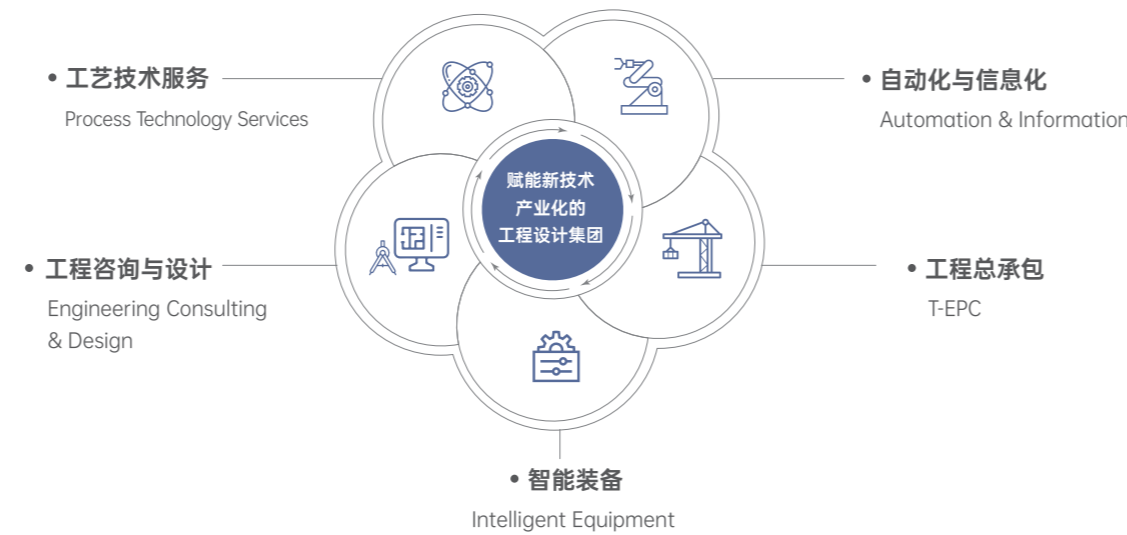 • 工艺技术服务
Process Technology Services
• 自动化与信息化
Automation & Information
赋能新技术
产业化的
工程设计集团
• 工程咨询与设计
Engineering Consulting
& Design
• 工程总承包
T-EPC
• 智能装备
Intelligent Equipment